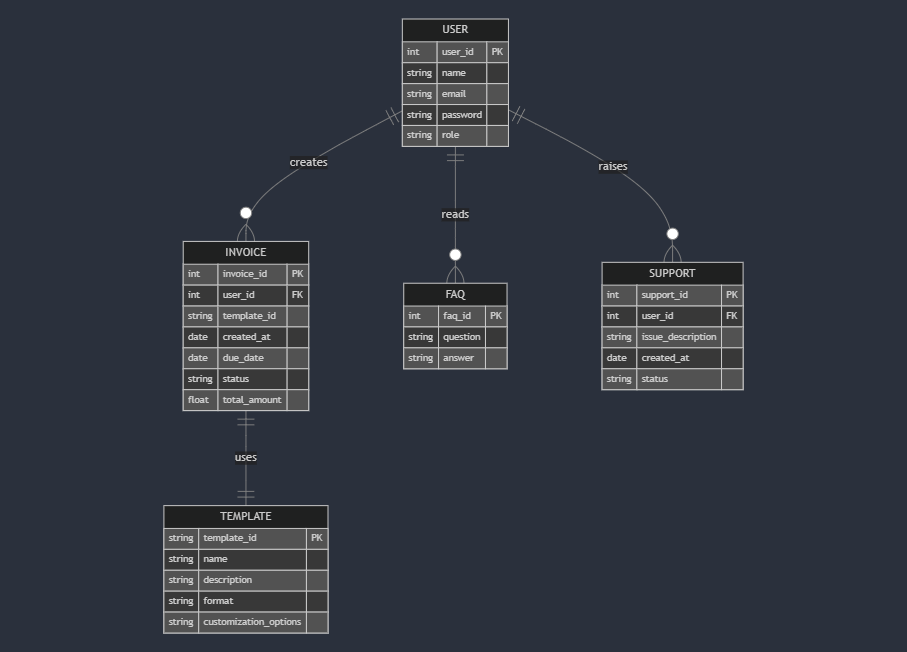 USER
int user_id PK
string name
string email
string password
string role
creates
reads
raises
INVOICE
int invoice_id PK
int user_id FK
string template_id
date created_at
date due_date
string status
float total_amount
FAQ
int faq_id PK
string question
string answer
SUPPORT
int support_id PK
int user_id FK
string issue_description
date created_at
string status
uses
TEMPLATE
string template_id PK
string name
string description
string format
string customization_options